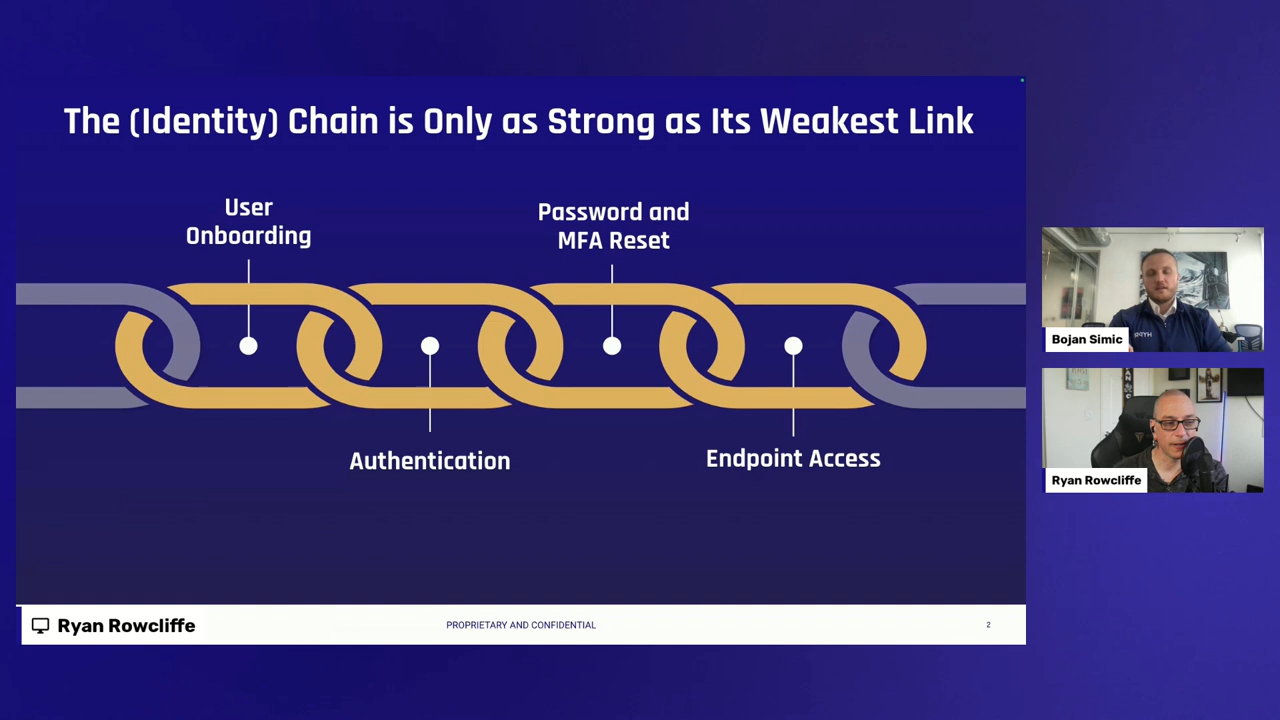 The (Identity) Chain is Only as Strong as Its Weakest Link
User
Onboarding
Password and
MFA Reset
Authentication
Endpoint Access
Ryan Rowcliffe
PROPRIETARY AND CONFIDENTIAL
2
HYPR
Bojan Simic
Ryan Rowcliffe